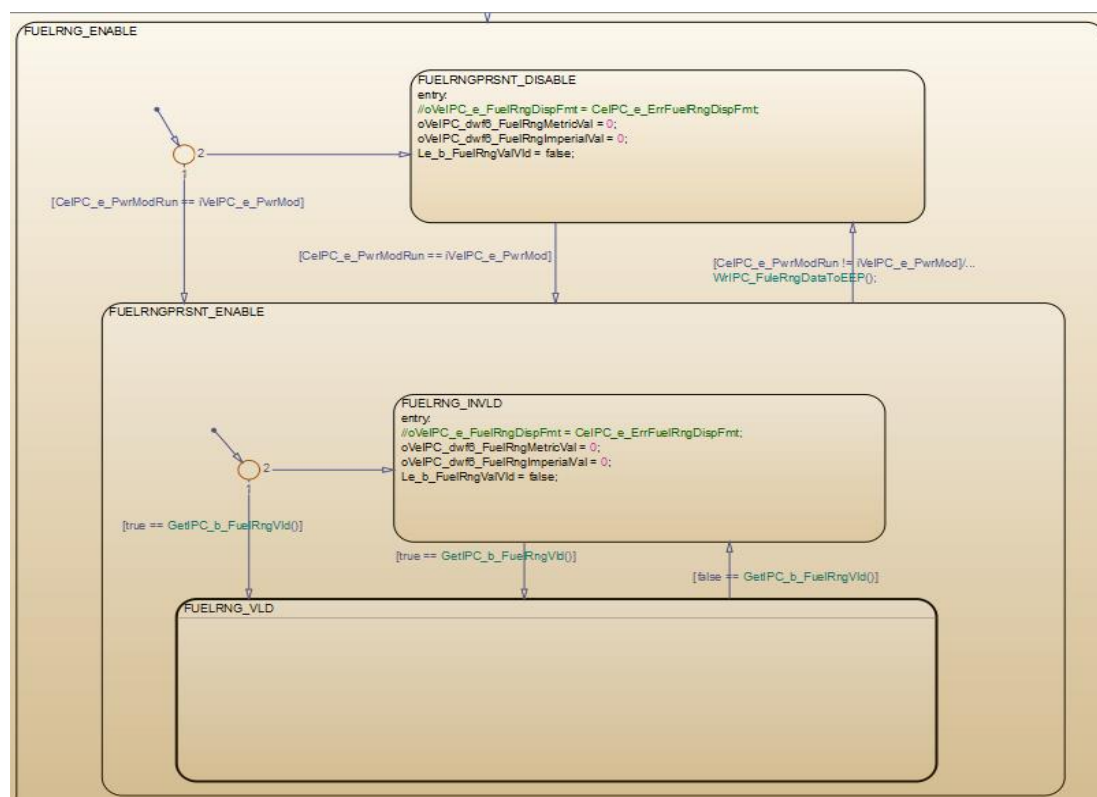 FUELRNG_ENABLE
FUELRNGPRSNT_DISABLE
entry:
//oVeIPC_e_FuelRngDispFmt = CeIPC_e_ErrFuelRngDispFmt;
oVeIPC_dwf6_FuelRngMetricVal = 0;
oVeIPC_dwf6_FuelRngImperialVal = 0;
Le_b_FuelRngValVld = false;
2
1
[CeIPC_e_PwrModRun == iVeIPC_e_PwrMod]
[CeIPC_e_PwrModRun == iVeIPC_e_PwrMod]
[CeIPC_e_PwrModRun != iVeIPC_e_PwrMod]/...
WrIPC_FuleRngDataToEEP();
FUELRNGPRSNT_ENABLE
FUELRNG_INVLD
entry:
//oVeIPC_e_FuelRngDispFmt = CeIPC_e_ErrFuelRngDispFmt;
oVeIPC_dwf6_FuelRngMetricVal = 0;
oVeIPC_dwf6_FuelRngImperialVal = 0;
Le_b_FuelRngValVld = false;
2
1
[true == GetIPC_b_FuelRngVld()]
[true == GetIPC_b_FuelRngVld()]
[false == GetIPC_b_FuelRngVld()]
FUELRNG_VLD